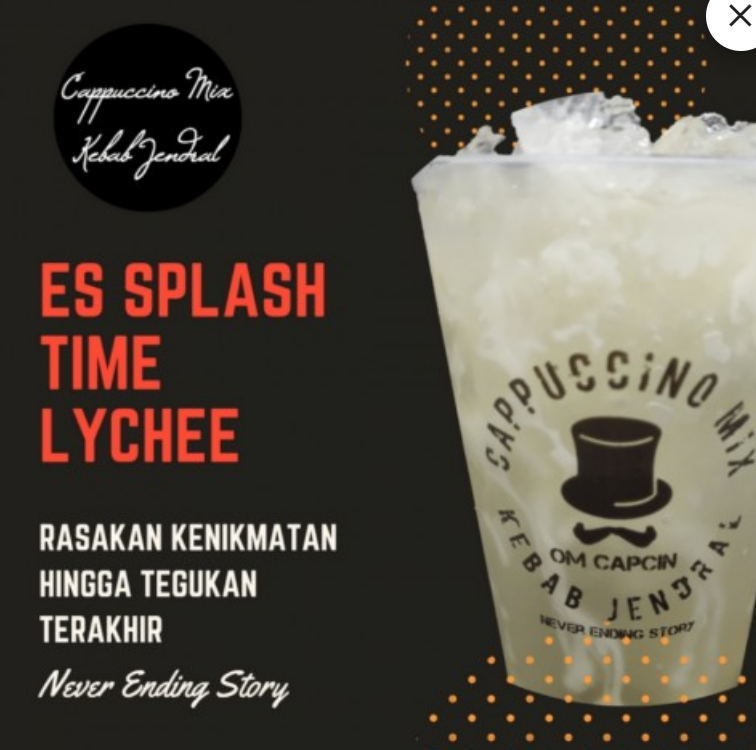 Cappuccino Mix
Kebab Jendral
ES SPLASH
TIME
LYCHEE
RASAKAN KENIKMATAN
HINGGA TEGUKAN
TERAKHIR
Never Ending Story
CAPPUCCINO MIX
OM CAPCIN
KEBAB JENDRAL
NEVER ENDING STORY